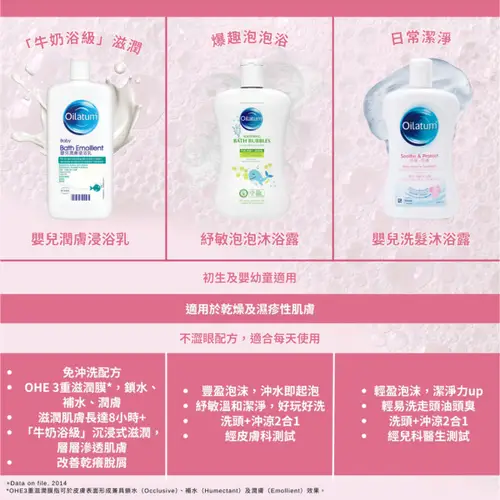 「牛奶浴級」滋潤
爆趣泡泡浴
日常潔淨
Oilatum
Baby
Bath Emollient
Oilatum
BATH BUBBLES
Oilatum
Soothe & Protect
嬰兒潤膚浸浴乳
紓敏泡泡沐浴露
嬰兒洗髮沐浴露
初生及嬰幼童適用
適用於乾燥及濕疹性肌膚
不澀眼配方，適合每天使用
• 免沖洗配方
• OHE 3重滋潤膜*，鎖水、
補水、潤膚
• 滋潤肌膚長達8小時+
• 「牛奶浴級」沉浸式滋潤，
層層滲透肌膚
• 改善乾癢脫屑
• 豐盈泡沫，沖水即起泡
• 紓敏溫和潔淨，好玩好洗
• 洗頭+沖涼2合1
• 經皮膚科測試
• 輕盈泡沫，潔淨力up
• 輕易洗走頭油頭臭
• 洗頭+沖涼2合1
• 經兒科醫生測試
+Data on file. 2014
*OHE3重滋潤膜指可於皮膚表面形成兼具鎖水（Occlusive）、補水（Humectant）及潤膚（Emollient）效果。